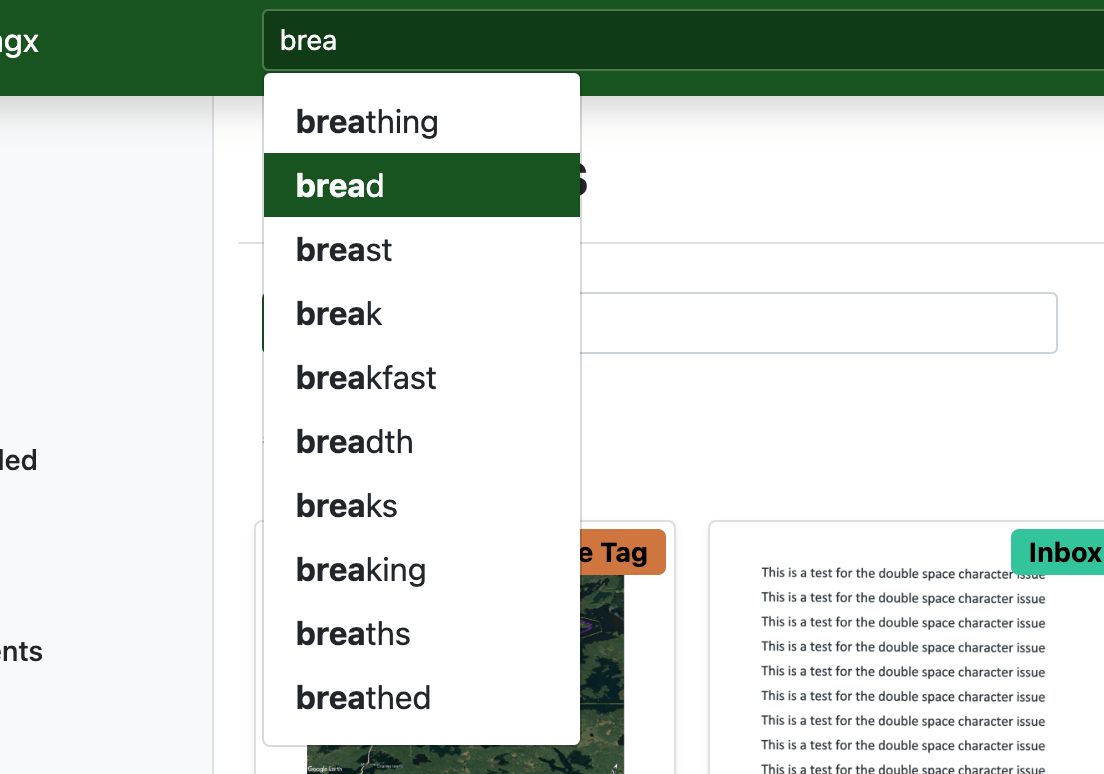 ngx
brea
breathing
bread
s
breast
break
breakfast
breadth
led
breaks
e Tag
Inbox
breaking
This is a test for the double space character issue
This is a test for the double space character issue
This is a test for the double space character issue
breaths
This is a test for the double space character issue
ents
This is a test for the double space character issue
breathed
This is a test for the double space character issue
This is a test for the double space character issue
This is a test for the double space character issue
This is a test for the double space character issue
Google Earth